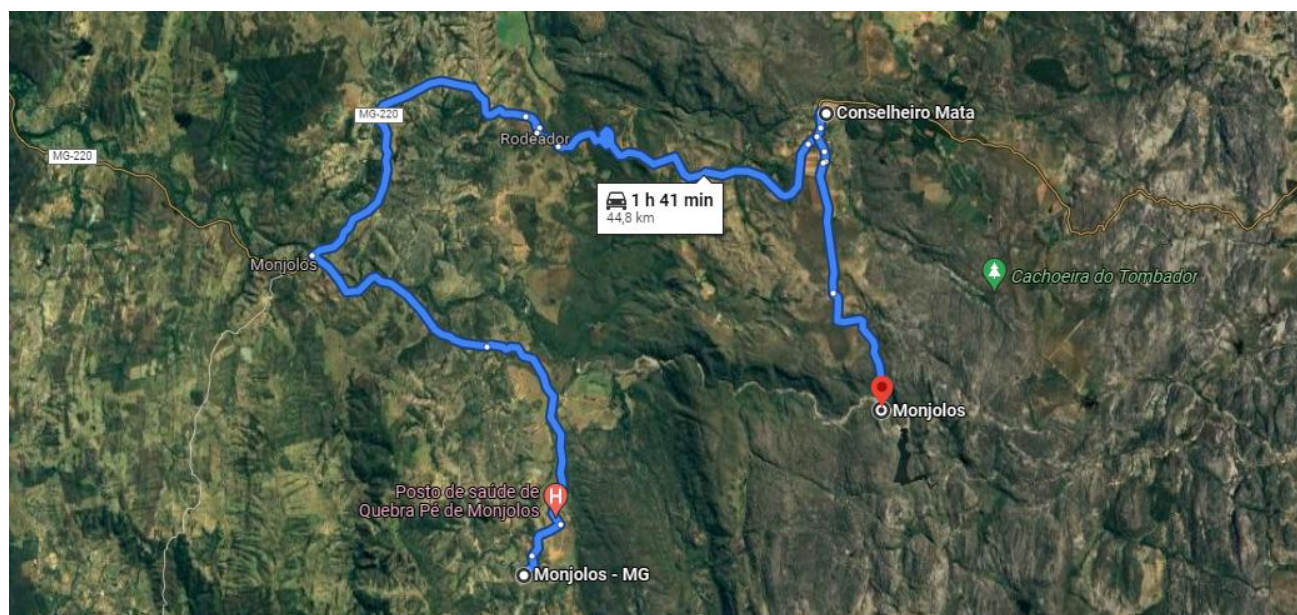 MG-220
Conselheiro Mata
Rodeador
MG-220
1 h 41 min
44,8 km
Monjolos
Cachoeira do Tombador
Monjolos
Posto de saúde de
Quebra Pé de Monjolos
H
Monjolos - MG